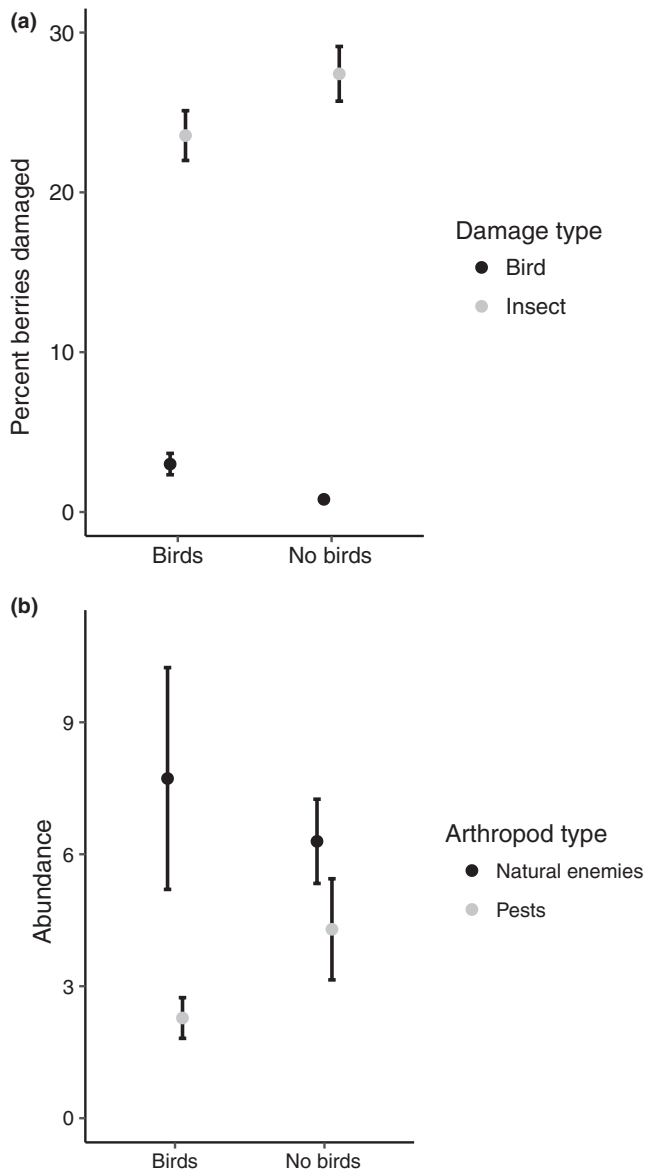 (a)
30
20
10
0
Percent berries damaged
Birds
No birds
Damage type
Bird
Insect
(b)
9
6
3
0
Abundance
Birds
No birds
Arthropod type
Natural enemies
Pests